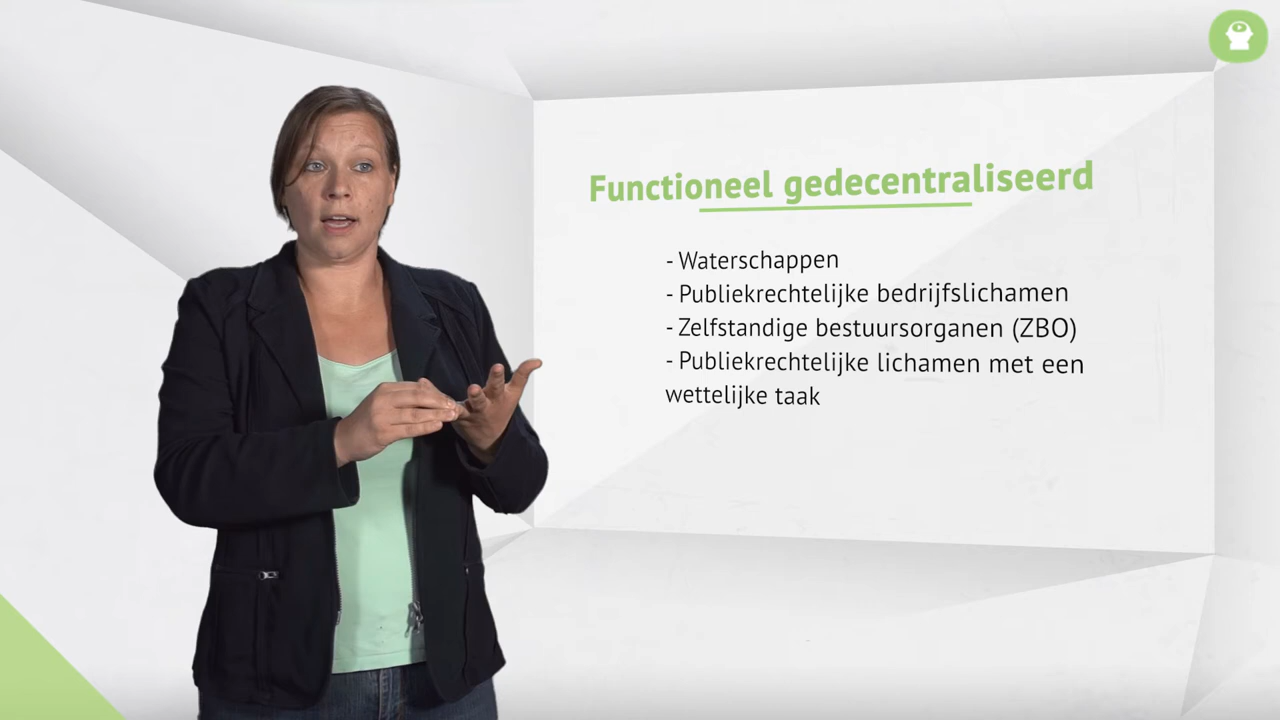 Functioneel gedecentraliseerd
- Waterschappen
- Publiekrechtelijke bedrijfslichamen
- Zelfstandige bestuursorganen (ZBO)
- Publiekrechtelijke lichamen met een
wettelijke taak